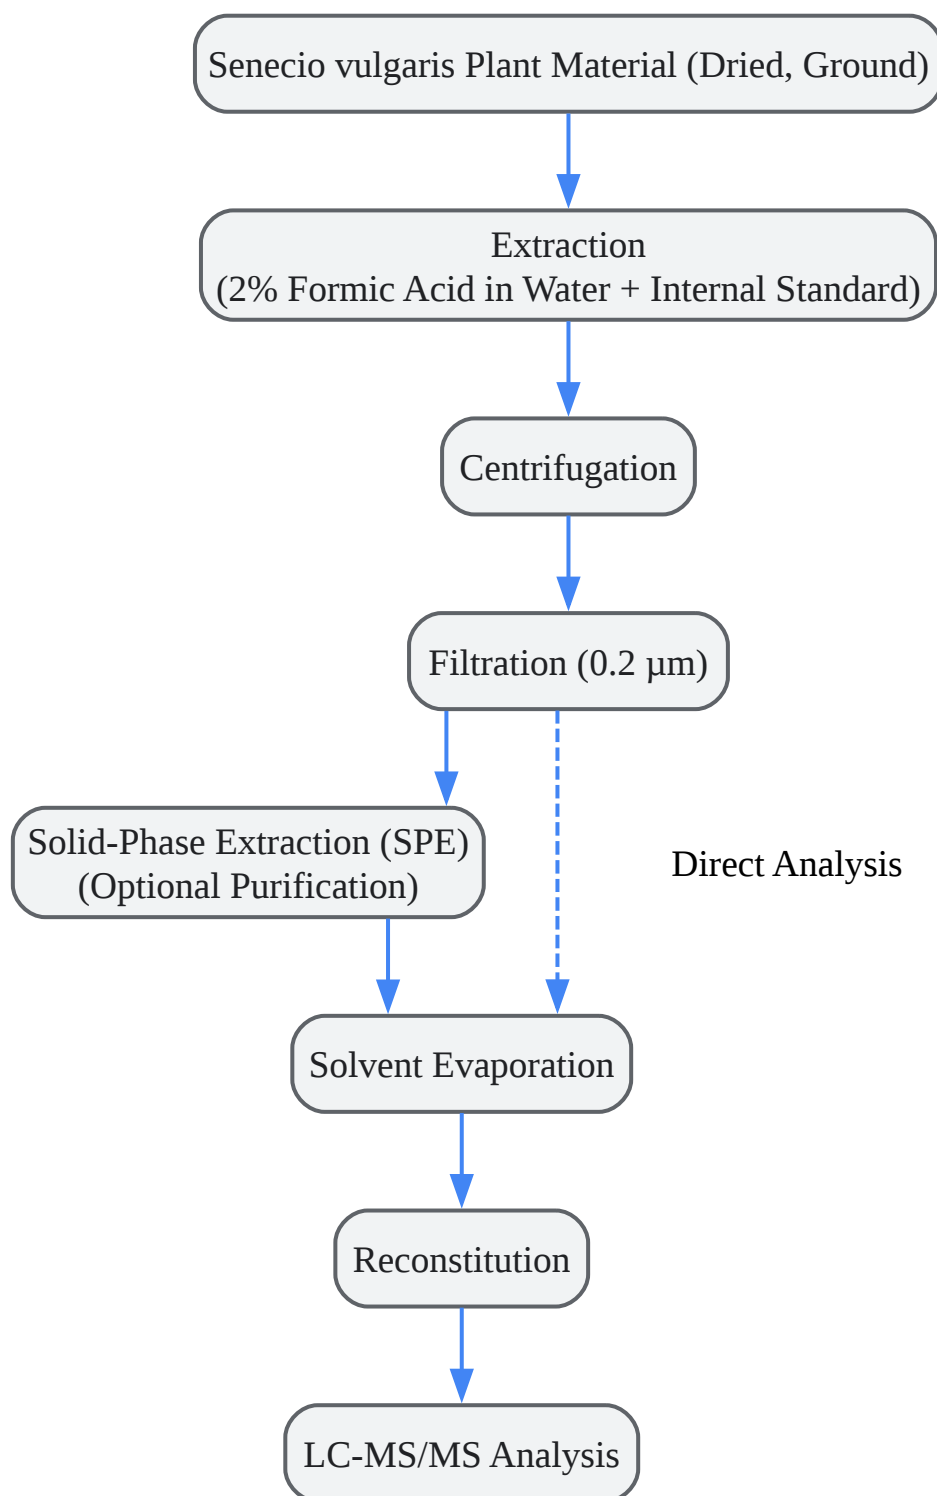 Senecio vulgaris Plant Material (Dried, Ground)
Extraction
(2% Formic Acid in Water + Internal Standard)
Centrifugation
Filtration (0.2 µm)
Solid-Phase Extraction (SPE)
(Optional Purification)
Direct Analysis
Solvent Evaporation
Reconstitution
LC-MS/MS Analysis